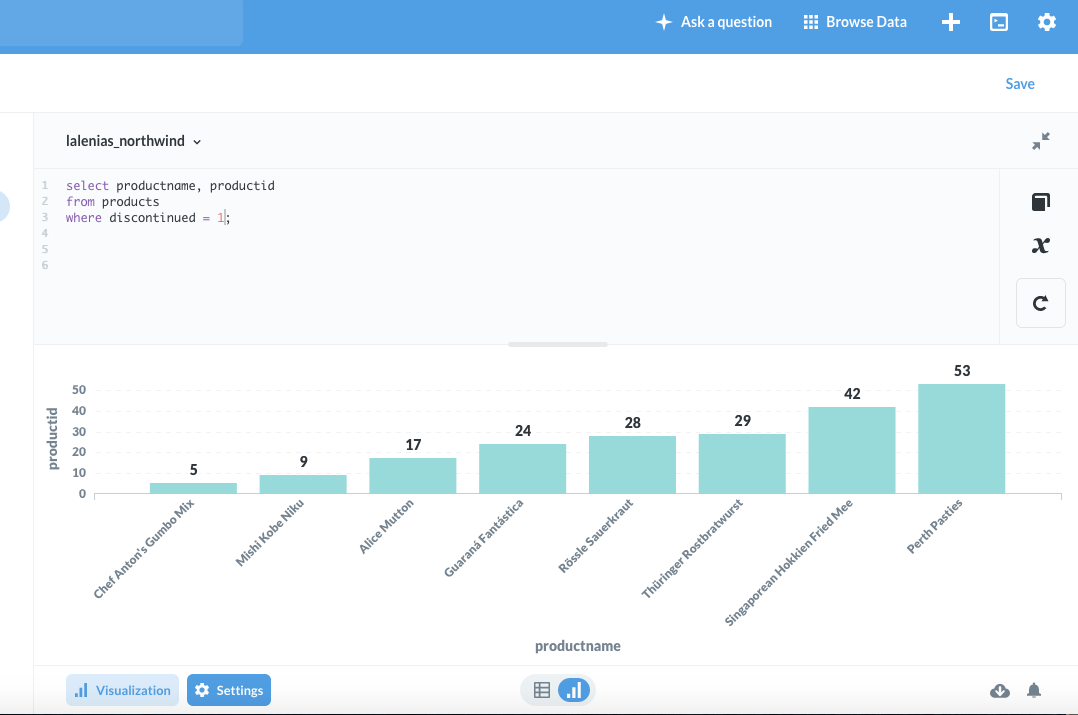 Ask a question
Browse Data
Save
lalenias_northwind
1 select productname, productid
2 from products
3 where discontinued = 1;
4
5
6
x
productid
50
40
30
20
10
0
5
9
17
24
28
29
42
53
Chef Anton's Gumbo Mix
Mishi Kobe Niku
Alice Mutton
Guaraná Fantástica
Rössle Sauerkraut
Thüringer Rostbratwurst
Singaporean Hokkien Fried Mee
Perth Pasties
productname
Visualization
Settings